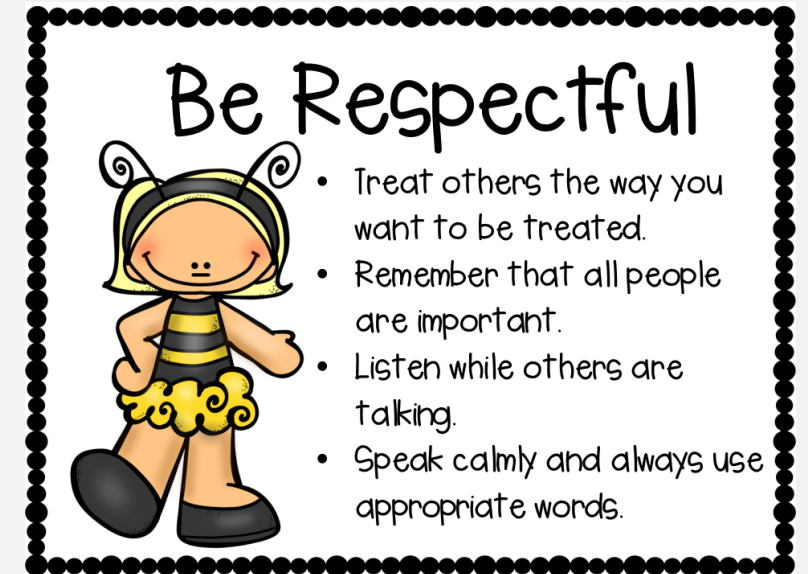 Be Respectful
• Treat others the way you
want to be treated.
• Remember that all people
are important.
• Listen while others are
talking.
• Speak calmly and always use
appropriate words.